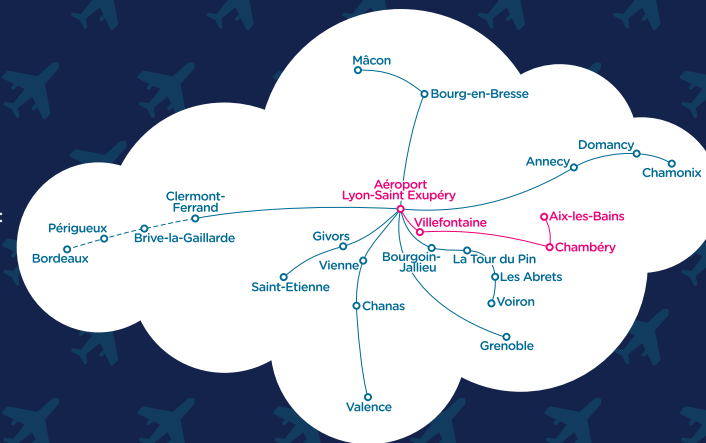 Mâcon
Bourg-en-Bresse
Domancy
Annecy
Chamonix
Aéroport
Lyon-Saint Exupéry
Clermont-
Ferrand
Villefontaine
Aix-les-Bains
:
Périgueux
Brive-la-Gaillarde
Bordeaux
Givors
Chambéry
Vienne
Bourgoin-
Jallieu
La Tour du Pin
Saint-Etienne
Les Abrets
Chanas
Voiron
Grenoble
Valence